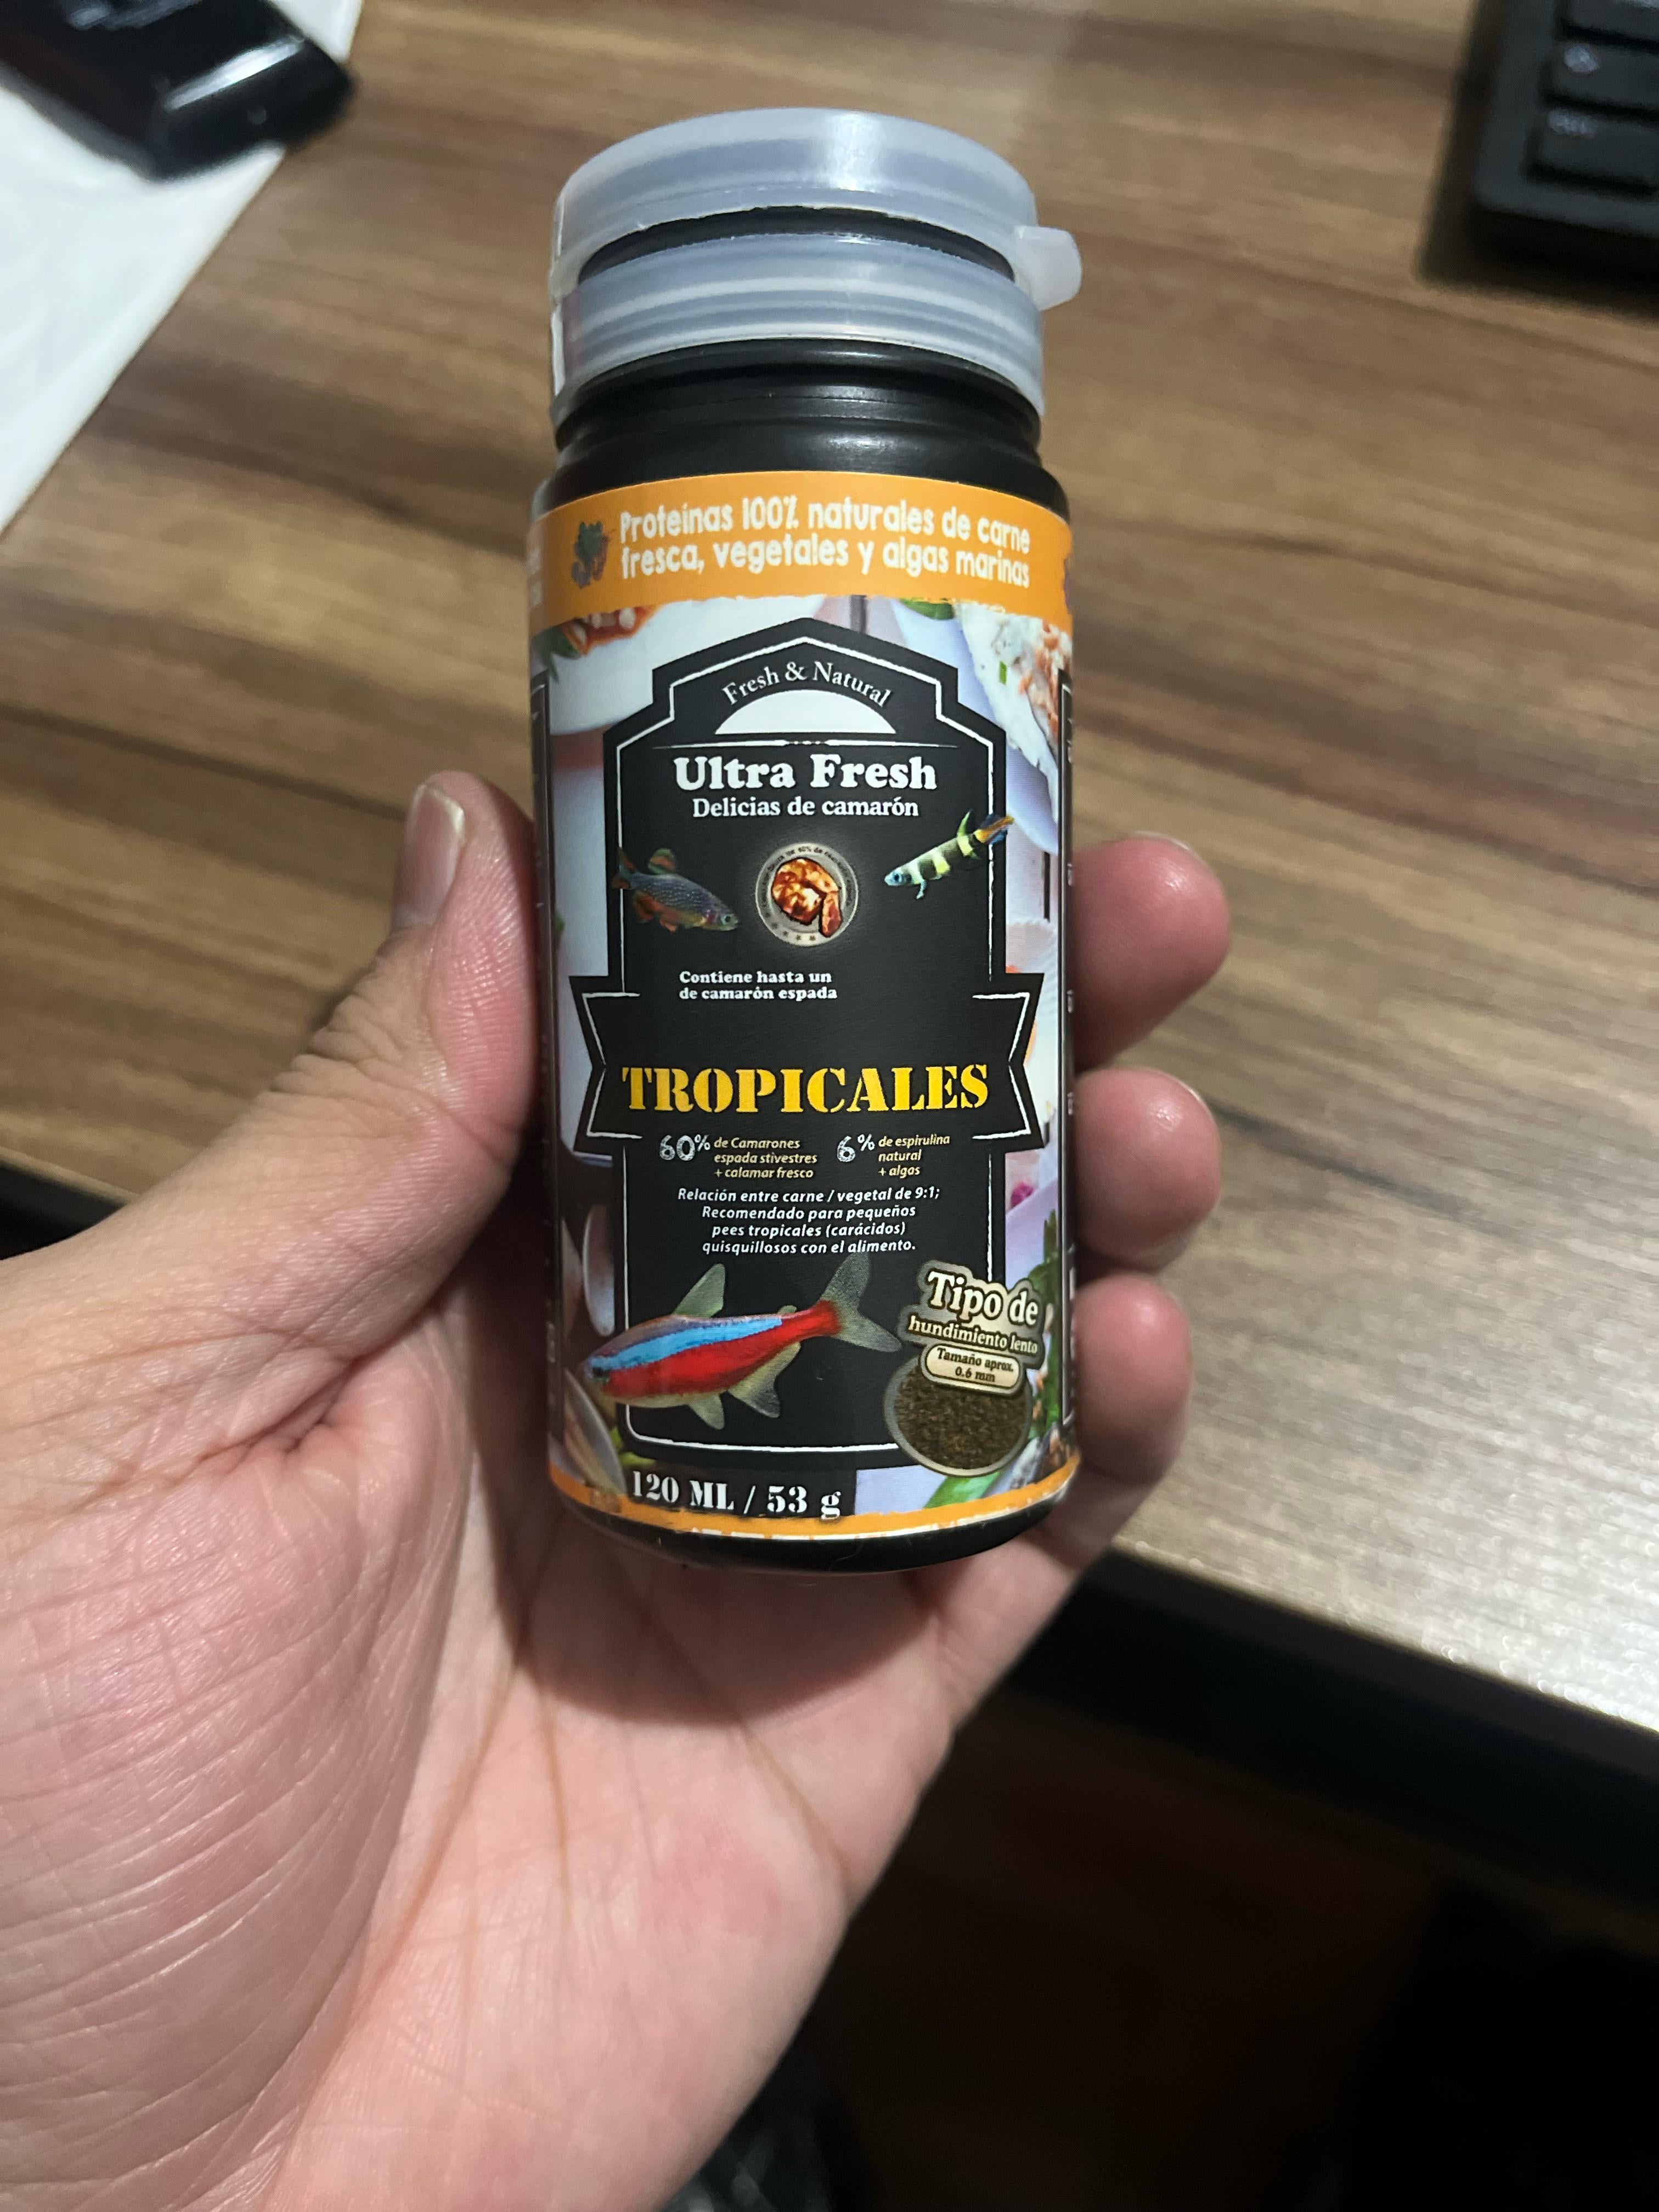 Proteínas 100% naturales de carne
fresca, vegetales y algas marinas
Fresh & Natural
Ultra Fresh
Delicias de camarón
Contiene hasta un
de camarón espada
TROPICALES
60% de Camarones
espada stivestres
+ calamar fresco
6% de espirulina
natural
+ algas
Relación entre carne / vegetal de 9:1;
Recomendado para pequeños
pees tropicales (carácidos)
quisquillosos con el alimento.
Tipo de
hundimiento lento
Tamaño aprox.
0.6 mm
120 ML / 53 g